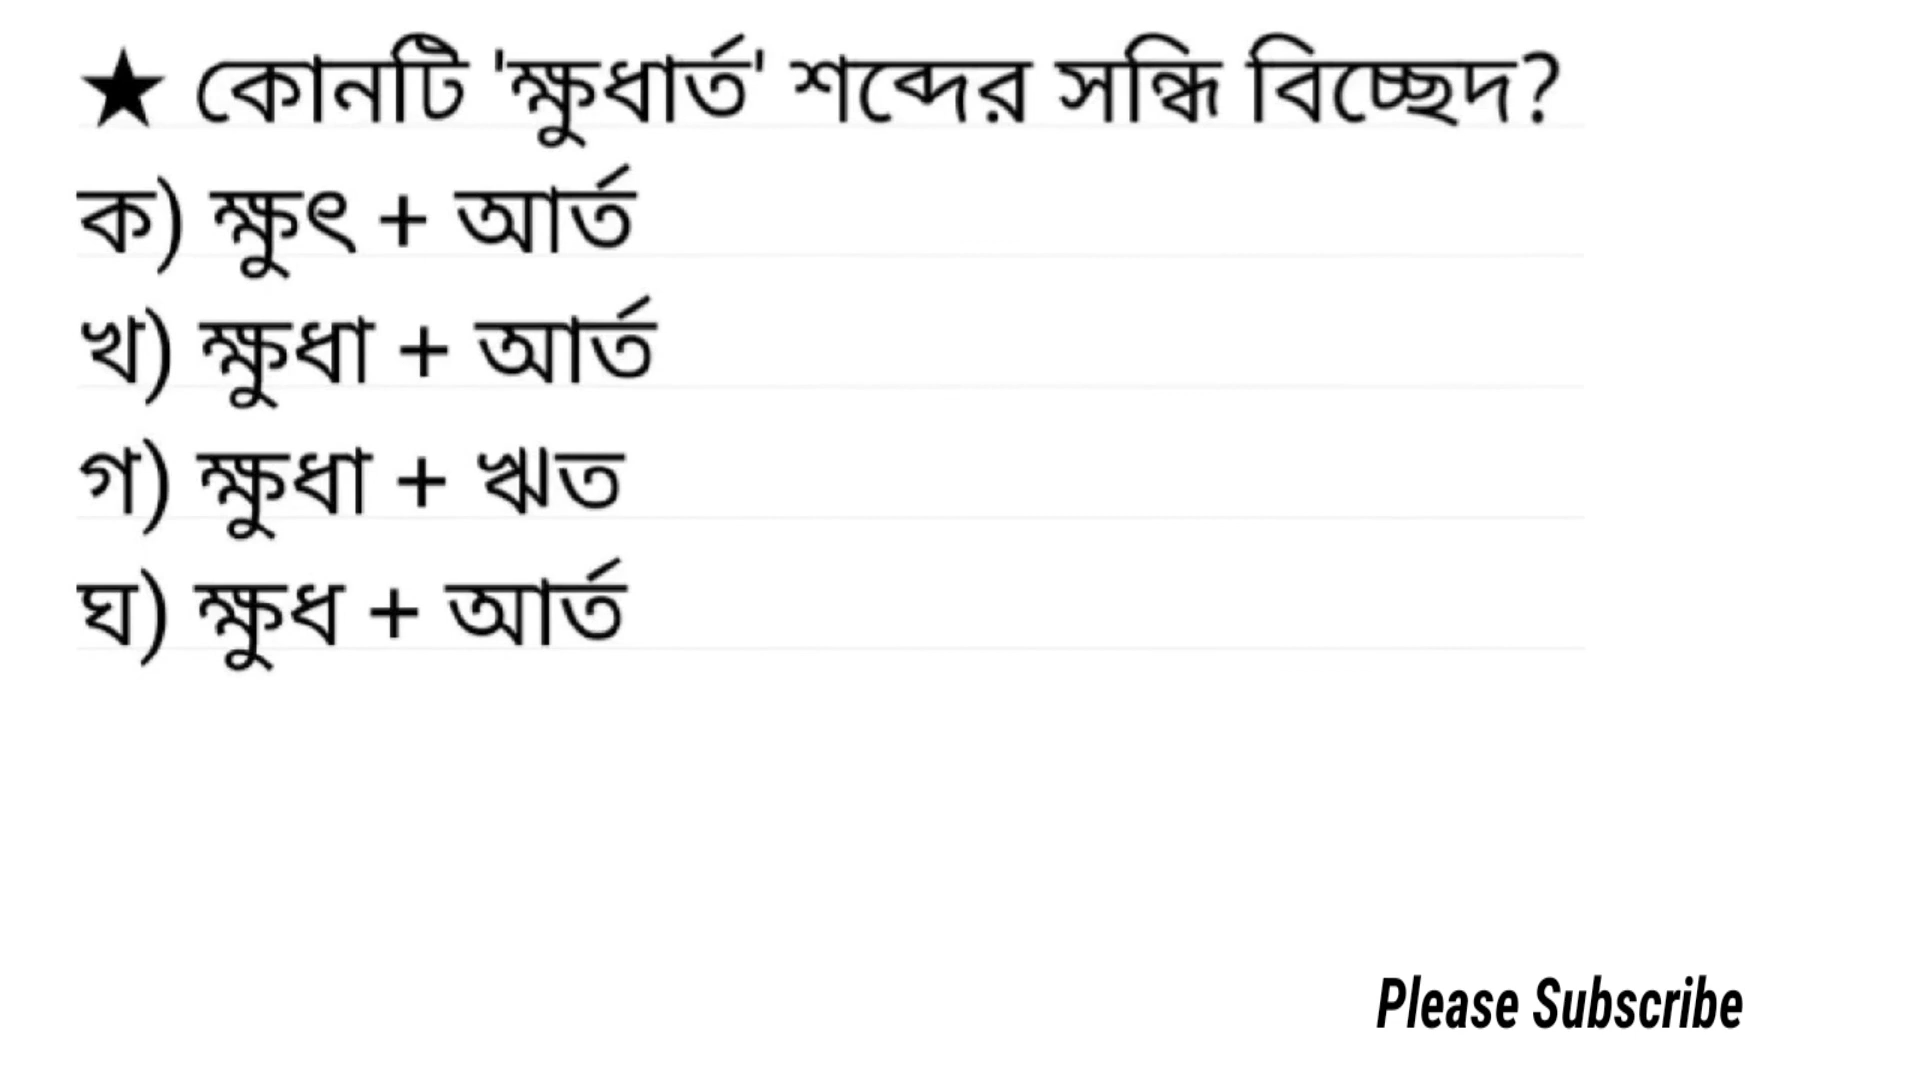 ★ কোনটি 'ক্ষুধার্ত' শব্দের সন্ধি বিচ্ছেদ?
ক) ক্ষুৎ + আর্ত
খ) ক্ষুধা + আর্ত
গ) ক্ষুধা + ঋত
ঘ) ক্ষুধ + আর্ত
Please Subscribe